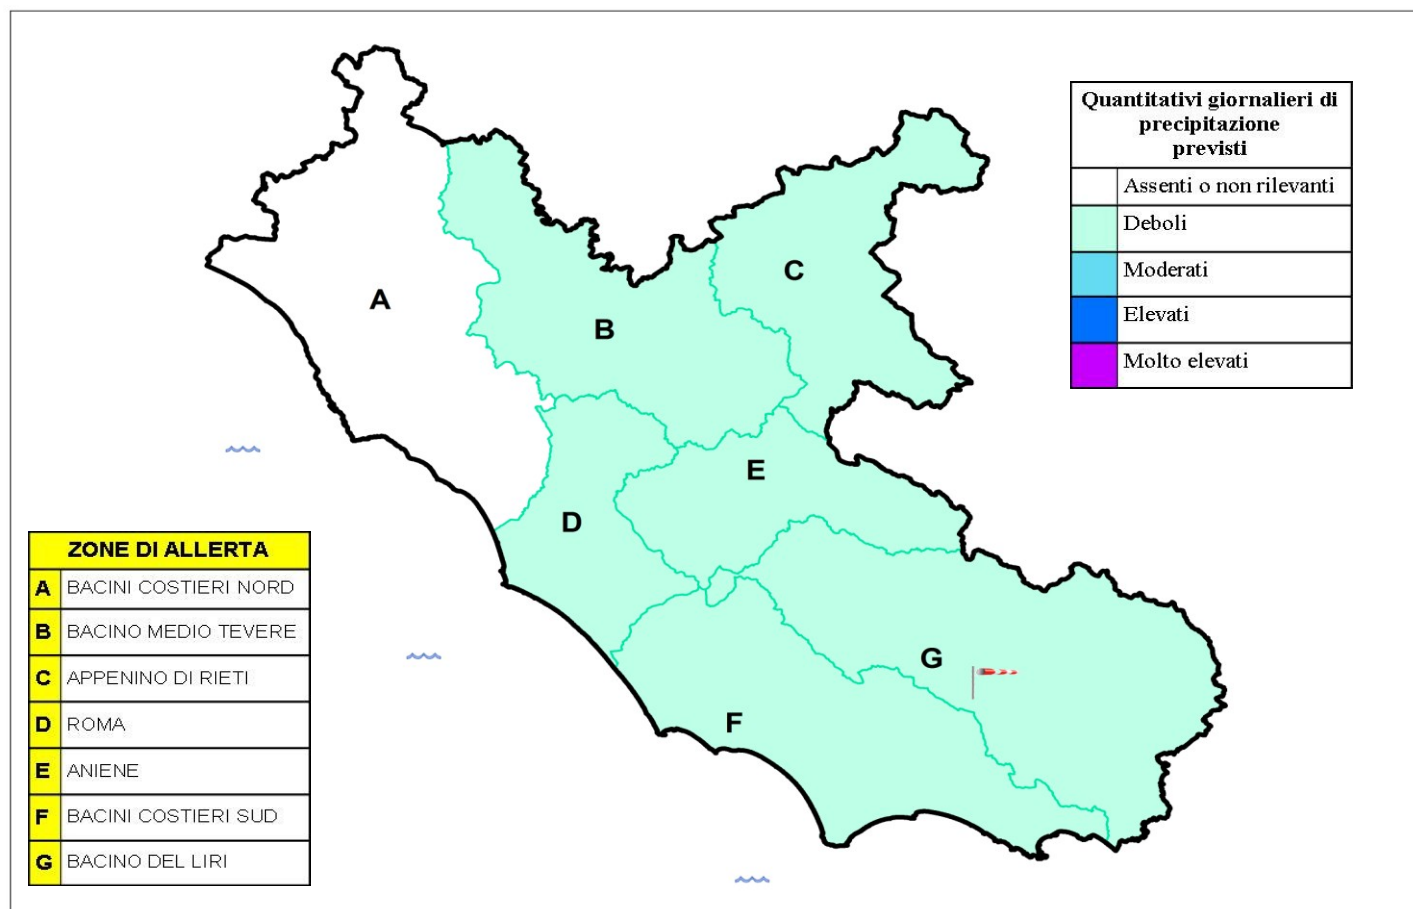 Quantitativi giornalieri di
precipitazione
previsti
Assenti o non rilevanti
Deboli
Moderati
Elevati
Molto elevati
A
B
C
D
E
F
G
ZONE DI ALLERTA
A BACINI COSTIERI NORD
B BACINO MEDIO TEVERE
C APPENINO DI RIETI
D ROMA
E ANIENE
F BACINI COSTIERI SUD
G BACINO DEL LIRI